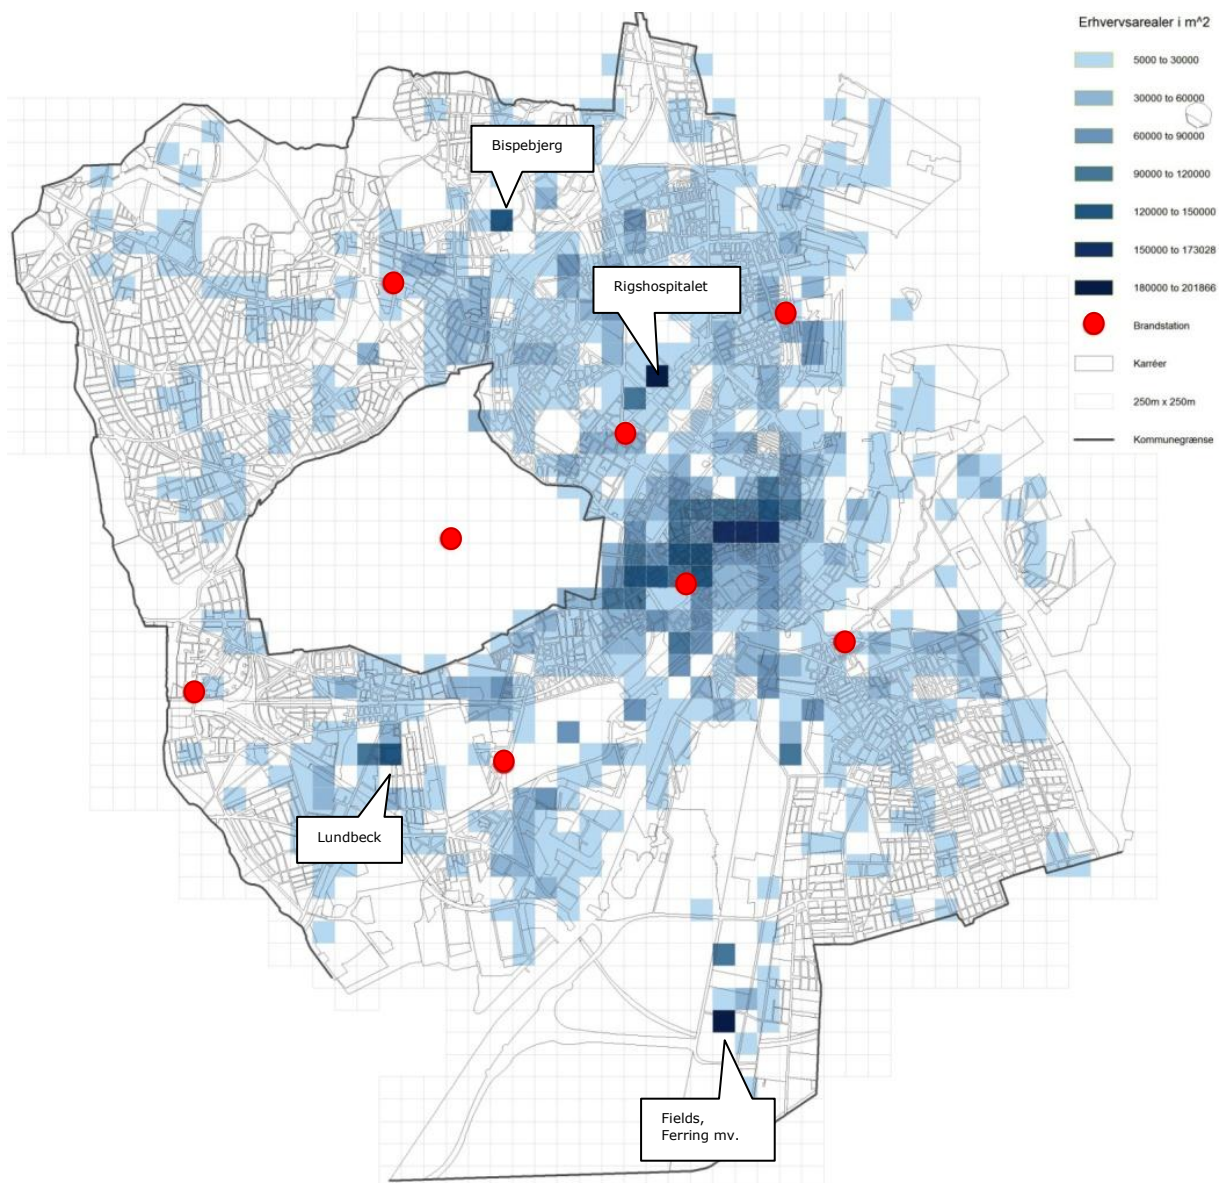 Erhvervsarealer i m^2
5000 to 30000
30000 to 60000
60000 to 90000
90000 to 120000
120000 to 150000
150000 to 173028
180000 to 201866
Brandstation
Karréer
250m x 250m
Kommunegrænse
Bispebjerg
Rigshospitalet
Lundbeck
Fields,
Ferring mv.